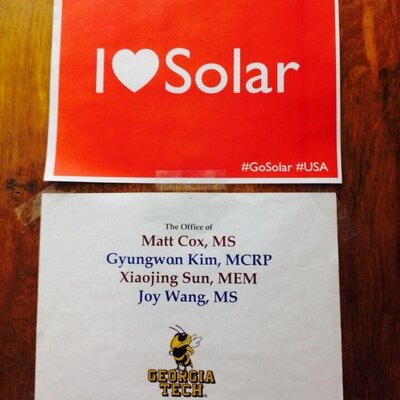 I ♥ Solar
#GoSolar #USA
The Office of
Matt Cox, MS
Gyungwon Kim, MCRP
Xiaojing Sun, MEM
Joy Wang, MS
GEORGIA
TECH